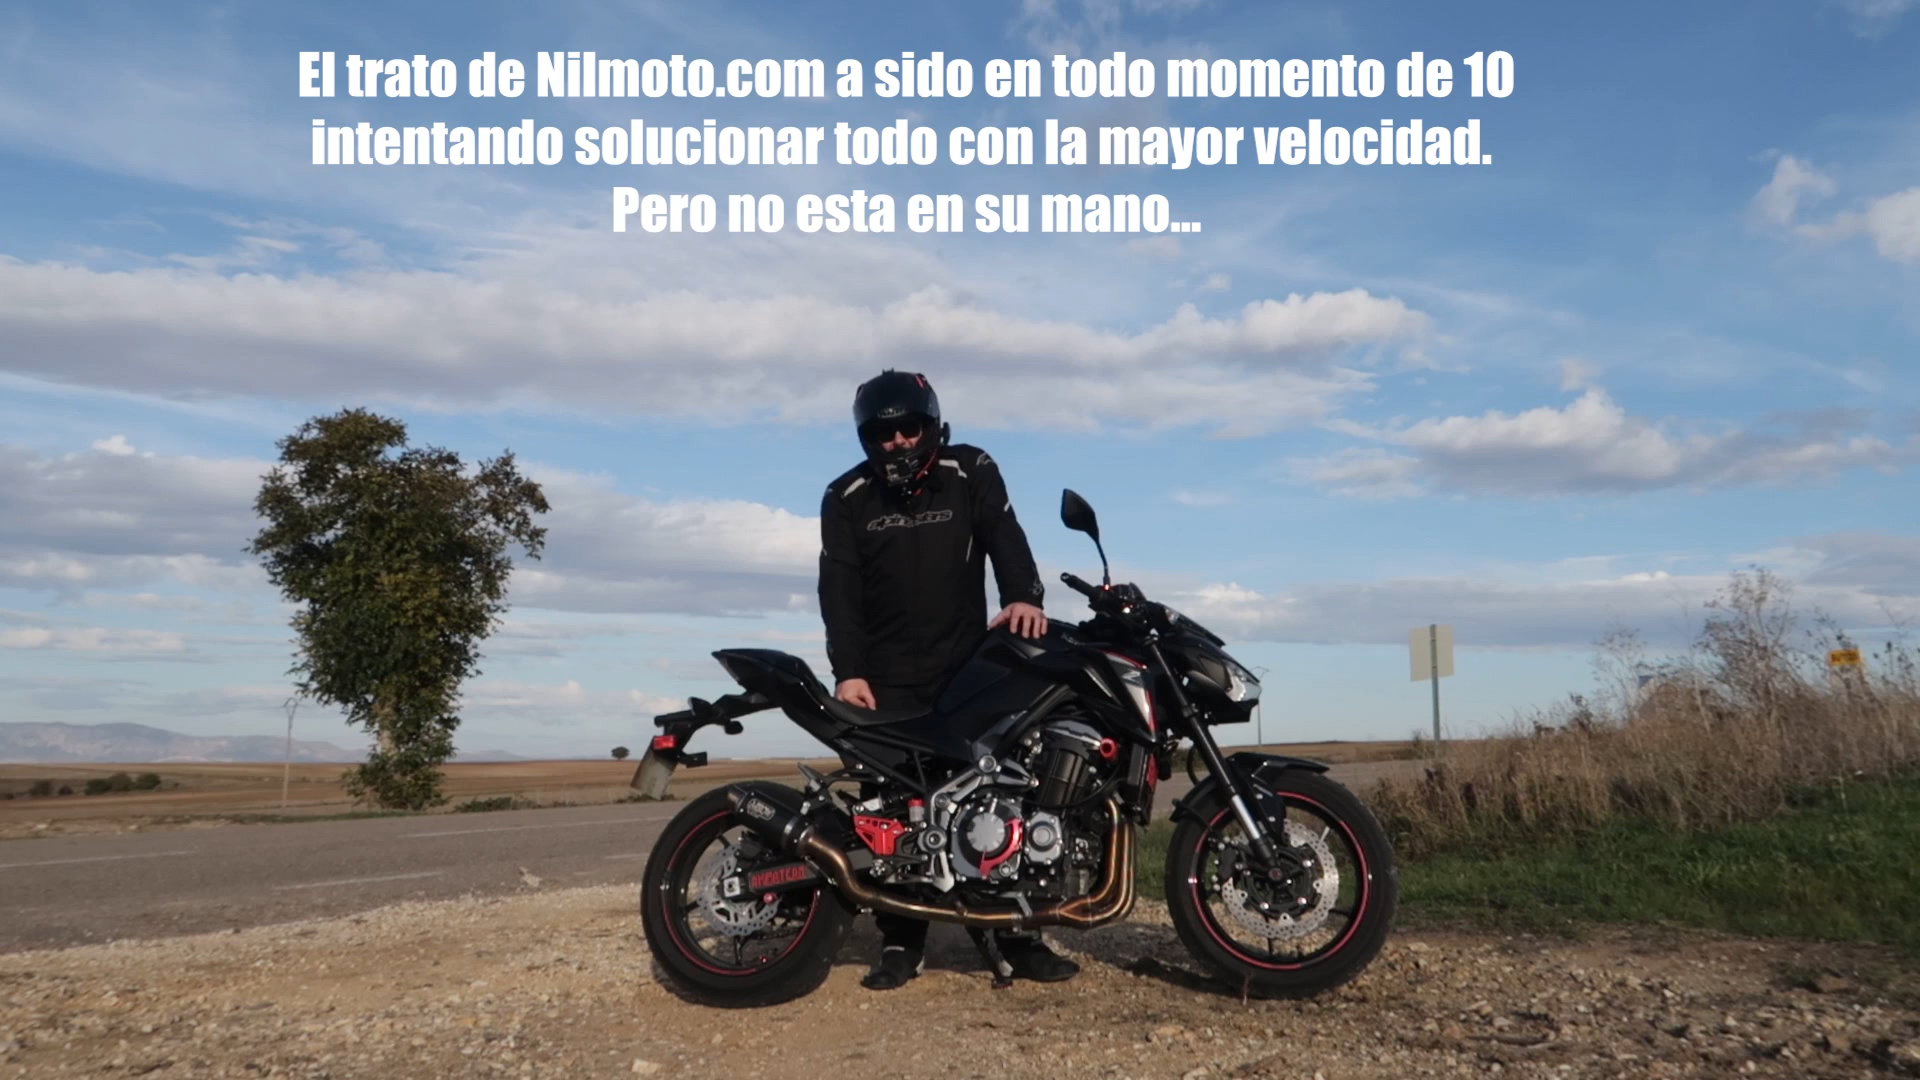 El trato de Nilmoto.com a sido en todo momento de 10
intentando solucionar todo con la mayor velocidad.
Pero no esta en su mano...
alpinestars